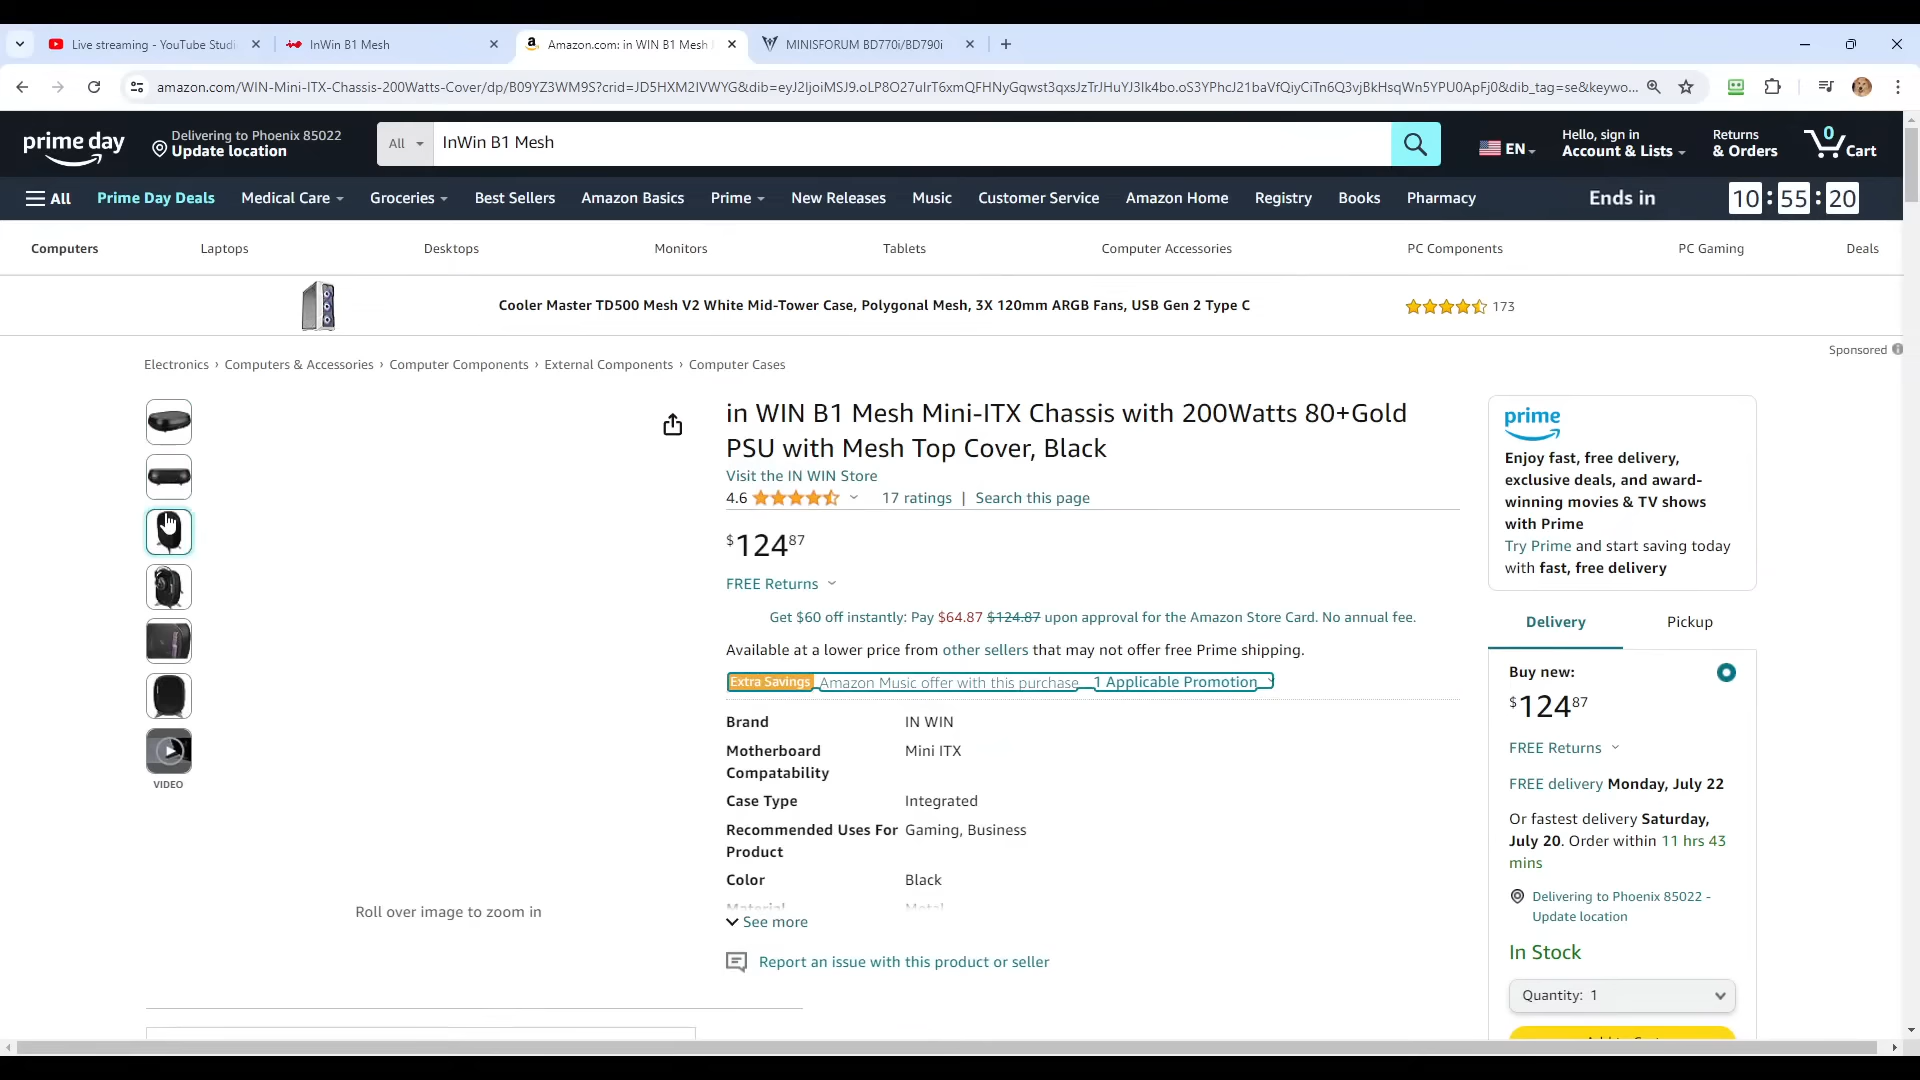 Live streaming - YouTube Studi
InWin B1 Mesh
Amazon.com: in WIN B1 Mesh
MINISFORUM BD770i/BD790i
amazon.com/WIN-Mini-ITX-Chassis-200Watts-Cover/dp/B09YZ3WM9S?crid=JD5HXM2IVWYG&dib=eyJ2IjoiMSJ9.oLP8O27uIrT6xmQFHNyGqwst3qxsJzTrJHuYJ3Ik4bo.oS3YPhcJ21baVfQiyCiTn6Q3vjBkHsqWn5YPU0ApFj0&dib_tag=se&keywo...
prime day
Delivering to Phoenix 85022
Update location
All
InWin B1 Mesh
EN
Hello, sign in
Account & Lists
Returns
& Orders
0
Cart
All
Prime Day Deals
Medical Care
Groceries
Best Sellers
Amazon Basics
Prime
New Releases
Music
Customer Service
Amazon Home
Registry
Books
Pharmacy
Ends in
10 : 55 : 20
Computers
Laptops
Desktops
Monitors
Tablets
Computer Accessories
PC Components
PC Gaming
Deals
Cooler Master TD500 Mesh V2 White Mid-Tower Case, Polygonal Mesh, 3X 120mm ARGB Fans, USB Gen 2 Type C
173
Sponsored
Electronics › Computers & Accessories › Computer Components › External Components › Computer Cases
VIDEO
Roll over image to zoom in
in WIN B1 Mesh Mini-ITX Chassis with 200Watts 80+Gold
PSU with Mesh Top Cover, Black
Visit the IN WIN Store
4.6
17 ratings | Search this page
$124 87
FREE Returns
Get $60 off instantly: Pay $64.87 $124.87 upon approval for the Amazon Store Card. No annual fee.
Available at a lower price from other sellers that may not offer free Prime shipping.
Extra Savings Amazon Music offer with this purchase 1 Applicable Promotion
Brand IN WIN
Motherboard Mini ITX
Compatability
Case Type Integrated
Recommended Uses For Gaming, Business
Product
Color Black
Material Metal
See more
Report an issue with this product or seller
prime
Enjoy fast, free delivery,
exclusive deals, and award-
winning movies & TV shows
with Prime
Try Prime and start saving today
with fast, free delivery
Delivery
Pickup
Buy new:
$124 87
FREE Returns
FREE delivery Monday, July 22
Or fastest delivery Saturday,
July 20. Order within 11 hrs 43
mins
Delivering to Phoenix 85022 -
Update location
In Stock
Quantity: 1